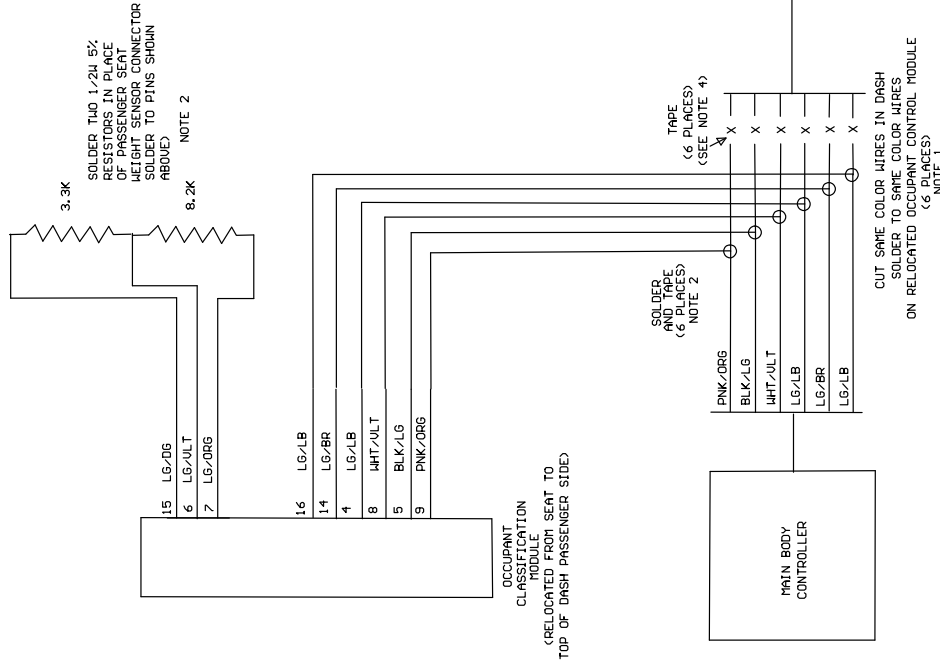 SOLDER TWO 1/2W 5%
RESISTORS IN PLACE
OF PASSENGER SEAT
WEIGHT SENSOR CONNECTOR
SOLDER TO PINS SHOWN
ABOVE)
NOTE 2
3.3K
8.2K
15 LG/DG
6 LG/VLT
7 LG/ORG
16 LG/LB
14 LG/BR
4 LG/LB
8 WHT/VLT
5 BLK/LG
9 PNK/ORG
OCCUPANT
CLASSIFICATION
MODULE
(RELOCATED FROM SEAT TO
TOP OF DASH PASSENGER SIDE)
TAPE
(6 PLACES)
(SEE NOTE 4)
X
X
X
X
X
X
SOLDER
AND TAPE
(6 PLACES)
NOTE 2
PNK/ORG
BLK/LG
WHT/VLT
LG/LB
LG/BR
LG/LB
CUT SAME COLOR WIRES IN DASH
SOLDER TO SAME COLOR WIRES
ON RELOCATED OCCUPANT CONTROL MODULE
(6 PLACES)
NOTE 1
MAIN BODY
CONTROLLER